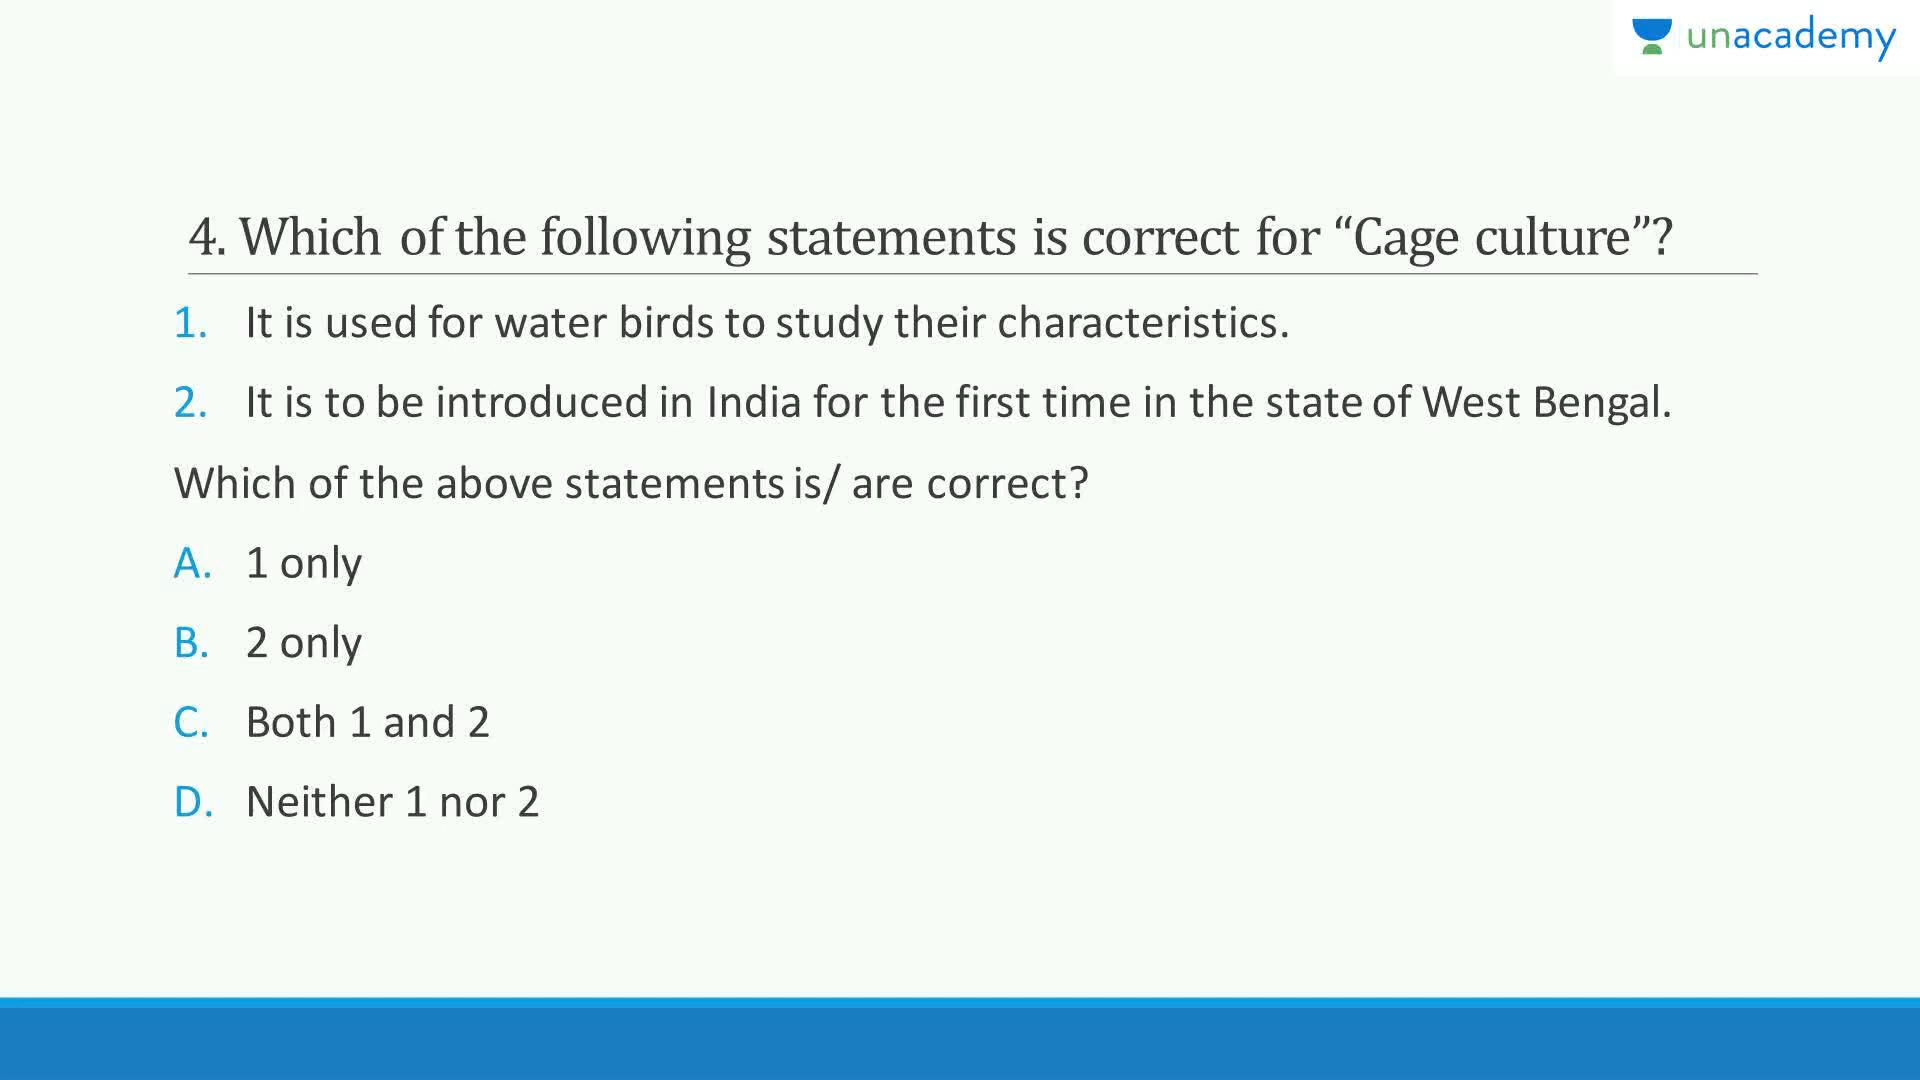 unacademy
4. Which of the following statements is correct for “Cage culture”?
1. It is used for water birds to study their characteristics.
2. It is to be introduced in India for the first time in the state of West Bengal.
Which of the above statements is/ are correct?
A. 1 only
B. 2 only
C. Both 1 and 2
D. Neither 1 nor 2